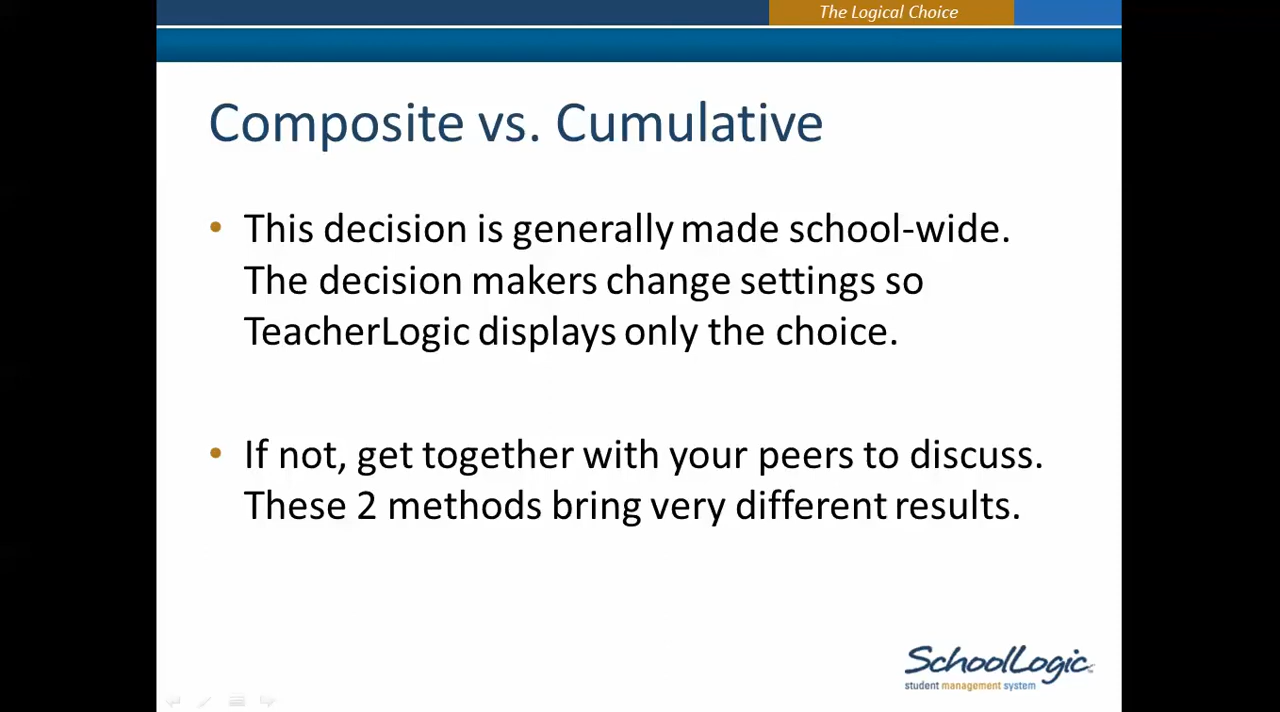 The Logical Choice
Composite vs. Cumulative
• This decision is generally made school-wide.
The decision makers change settings so
TeacherLogic displays only the choice.
• If not, get together with your peers to discuss.
These 2 methods bring very different results.
SchoolLogic™
student management system